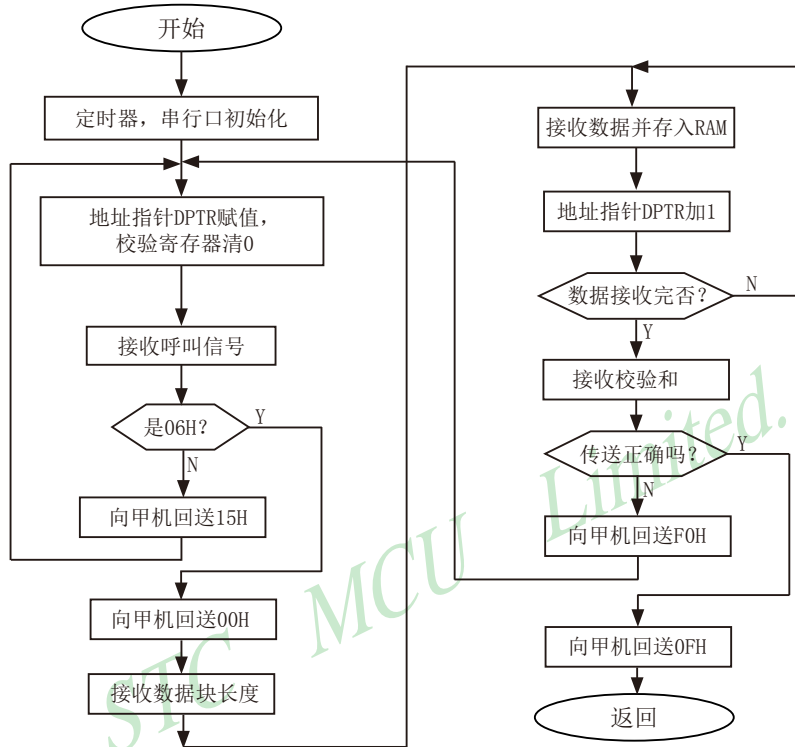 开始
定时器，串行口初始化
地址指针DPTR赋值，
校验寄存器清0
接收呼叫信号
是06H？
Y
N
向甲机回送15H
向甲机回送00H
接收数据块长度
接收数据并存入RAM
地址指针DPTR加1
数据接收完否？
N
Y
接收校验和
传送正确吗？
Y
N
向甲机回送F0H
向甲机回送0FH
返回
STC MCU Limited.